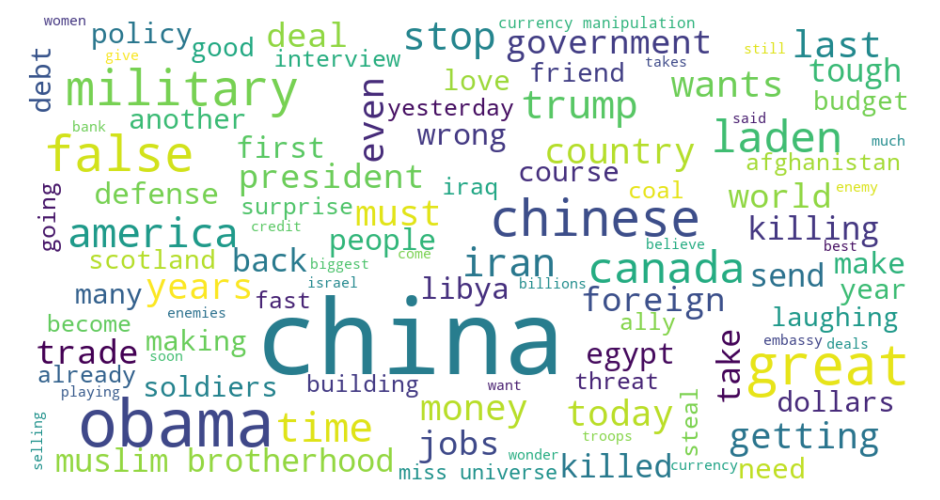 women
policy
good
deal
interview
stop
currency manipulation
government
takes
still
last
give
debt
military
another
bank
even
love
yesterday
wrong
friend
trump
wants
tough
budget
said
laden
much
false
first
president
country
course
iraq
coal
afghanistan
world
enemy
defense
surprise
must
going
america
credit
people
chinese
killing
believe
best
scotland
back
biggest
come
iran
canada
send
make
many
years
fast
israel
libya
billions
foreign
year
enemies
china
become
making
ally
laughing
trade
soon
embassy
deals
egypt
take
great
already
soldiers
building
want
threat
playing
dollars
obama
time
money
today
steal
getting
jobs
troops
selling
muslim brotherhood
miss universe
wonder
killed
currency
need